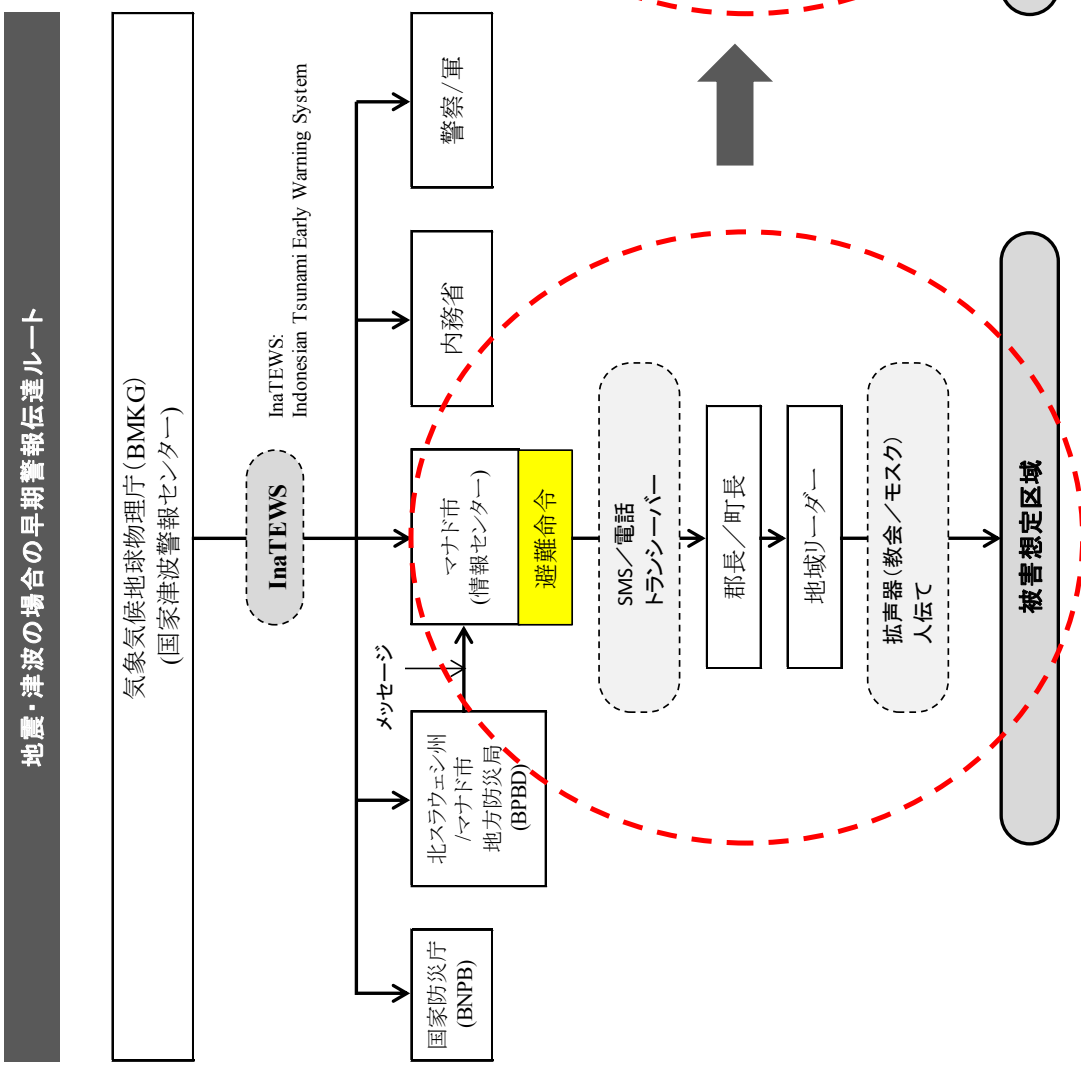 地震・津波の場合の早期警報伝達ルート
気象気候地球物理庁(BMKG)
(国家津波警報センター)
InaTEWS
InaTEWS:
Indonesian Tsunami Early Warning System
国家防災庁
(BNPB)
北スラウェシ州
/マナド市
地方防災局
(BPBD)
メッセージ
マナド市
(情報センター)
避難命令
内務省
警察/軍
SMS/電話
トランシーバー
郡長/町長
地域リーダー
拡声器(教会/モスク)
人伝て
被害想定区域